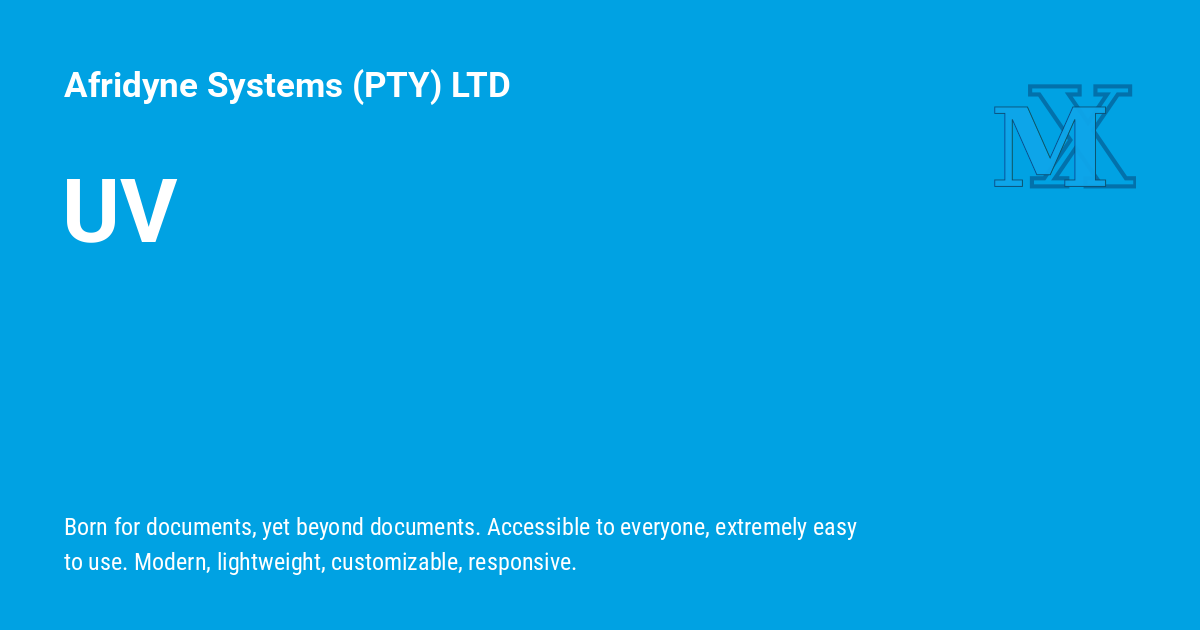 Afridyne Systems (PTY) LTD
MX
UV
Born for documents, yet beyond documents. Accessible to everyone, extremely easy
to use. Modern, lightweight, customizable, responsive.